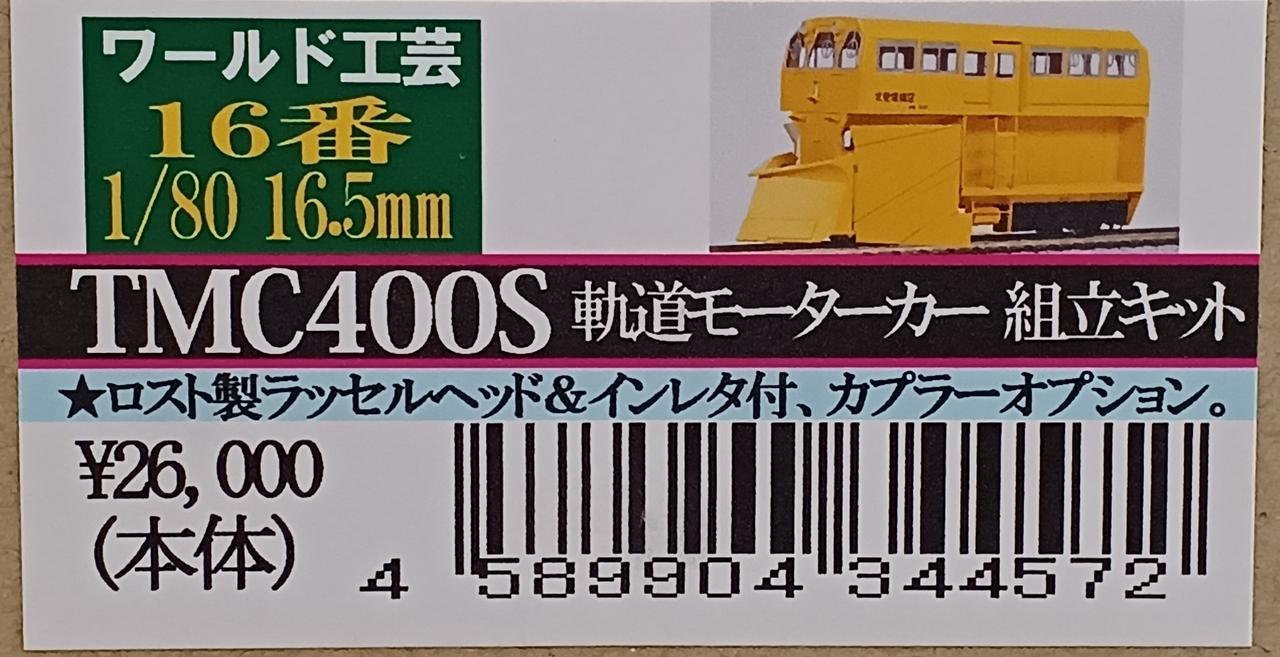 ワールド工芸
16番
1/80 16.5mm
TMC400S 軌道モーターカー 組立キット
★ロスト製ラッセルヘッド&インレタ付、カプラーオプション。
¥26,000
(本体)
4 589904 344572